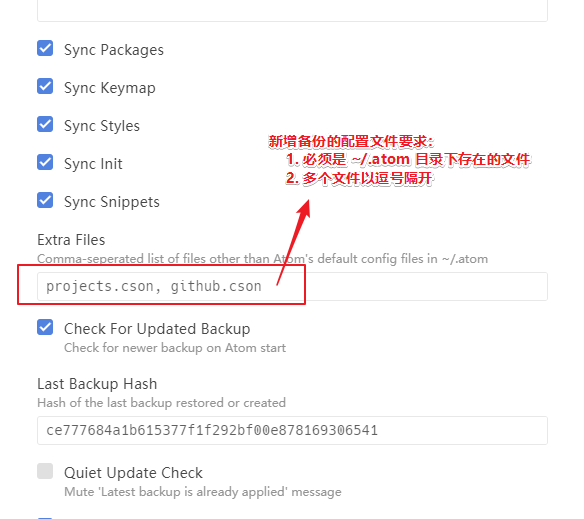 Sync Packages
Sync Keymap
Sync Styles
新增备份的配置文件要求：
1. 必须是 ~/.atom 目录下存在的文件
2. 多个文件以逗号隔开
Sync Init
Sync Snippets
Extra Files
Comma-seperated list of files other than Atom's default config files in ~/.atom
projects.cson, github.cson
Check For Updated Backup
Check for newer backup on Atom start
Last Backup Hash
Hash of the last backup restored or created
ce777684a1b615377f1f292bf00e878169306541
Quiet Update Check
Mute 'Latest backup is already applied' message